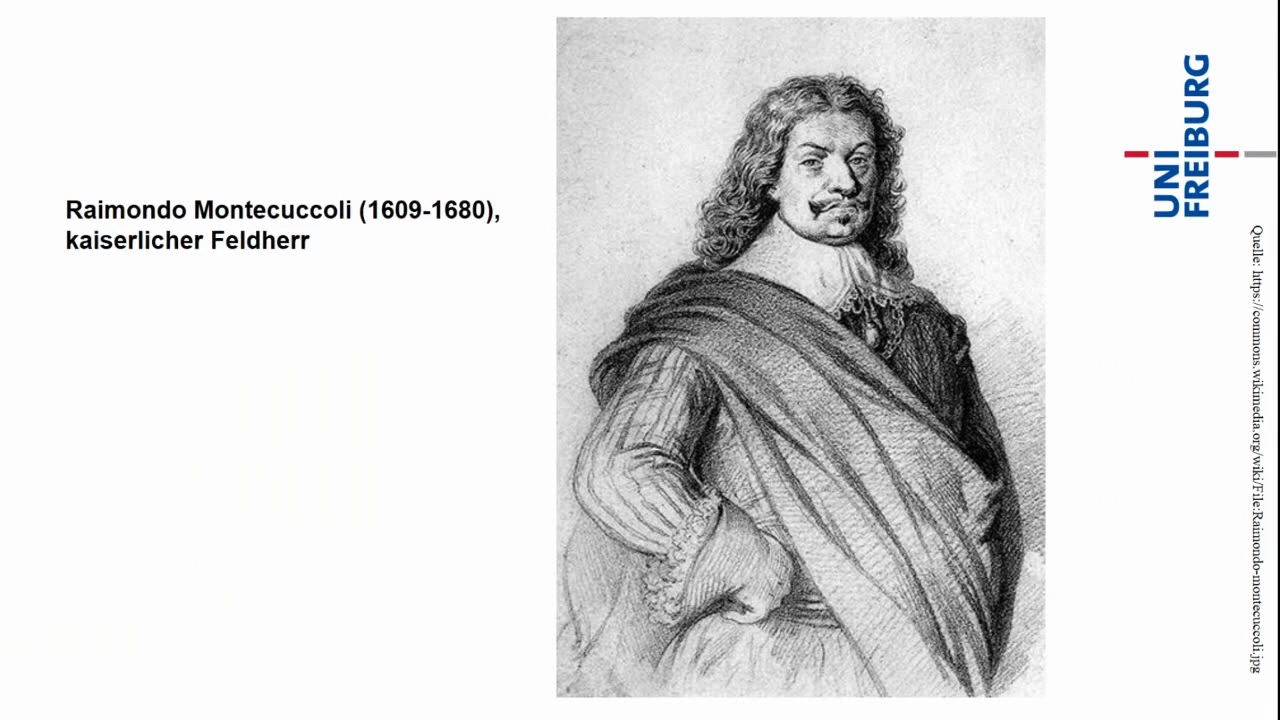 Raimondo Montecuccoli (1609-1680),
kaiserlicher Feldherr
UNI
FREIBURG
Quelle: https://commons.wikimedia.org/wiki/File:Raimondo-montecuccoli.jpg